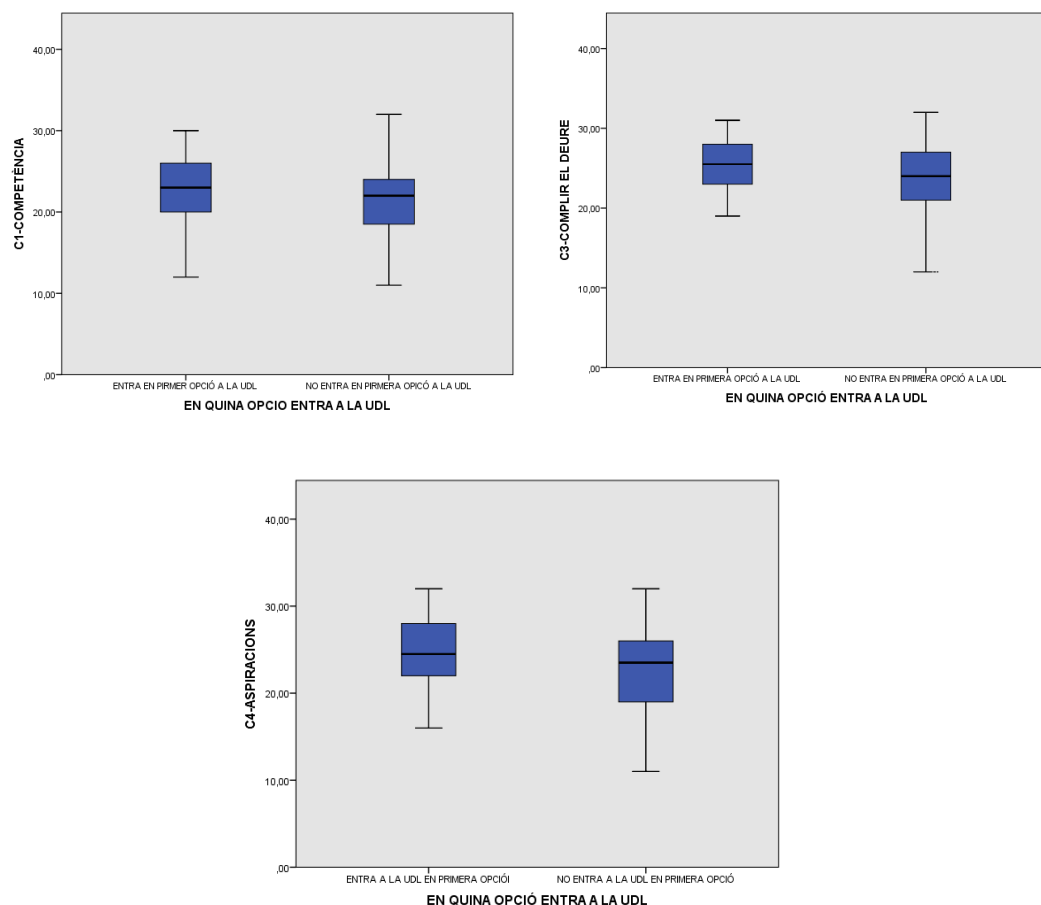 C1-COMPETÈNCIA
40,00
30,00
20,00
10,00
,00
ENTRA EN PIRMER OPCIÓ A LA UDL
NO ENTRA EN PIRMERA OPICÓ A LA UDL
EN QUINA OPCIO ENTRA A LA UDL
C3-COMPLIR EL DEURE
40,00
30,00
20,00
10,00
,00
ENTRA EN PRIMERA OPCIÓ A LA UDL
NO ENTRA EN PRIMERA OPCIÓ A LA UDL
EN QUINA OPCIÓ ENTRA A LA UDL
C4-ASPIRACIONS
40,00
30,00
20,00
10,00
,00
ENTRA A LA UDL EN PRIMERA OPCIÓI
NO ENTRA A LA UDL EN PRIMERA OPCIÓ
EN QUINA OPCIÓ ENTRA A LA UDL